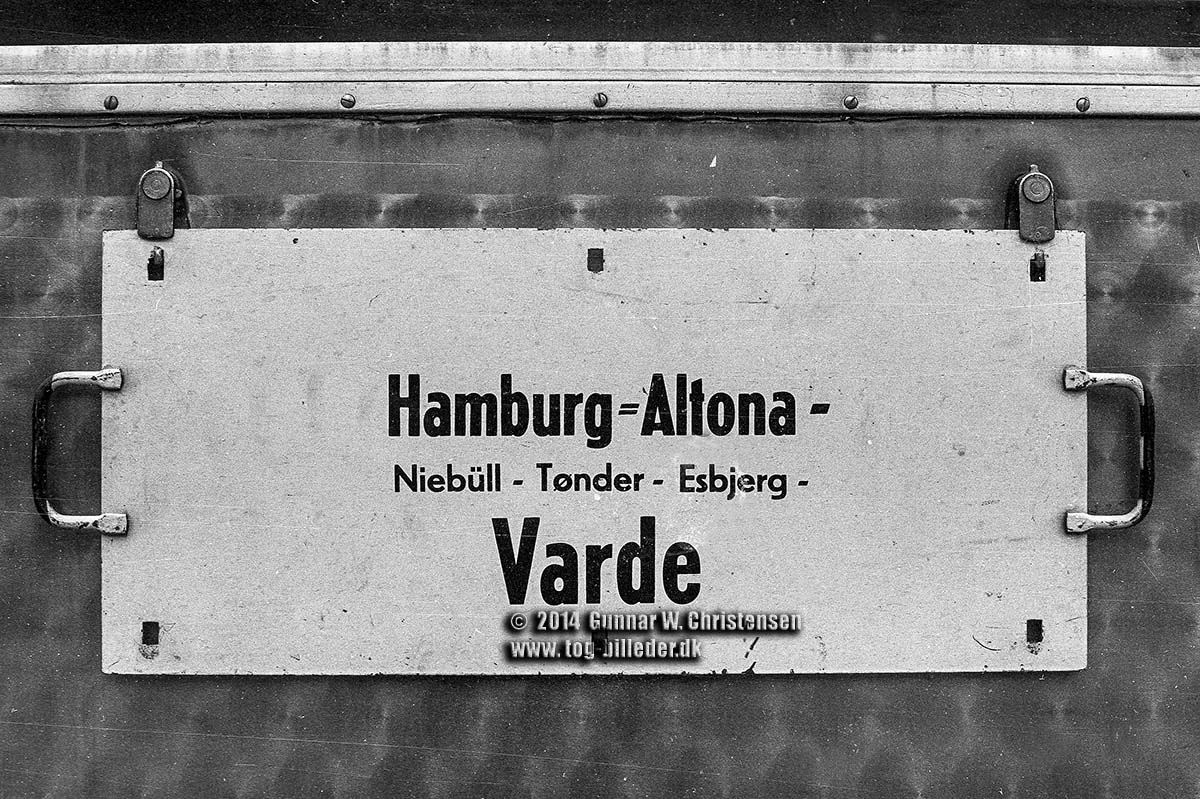 Hamburg=Altona -
Niebüll - Tønder - Esbjerg -
Varde
© 2014 Gunnar W. Christensen
www.tog-billeder.dk